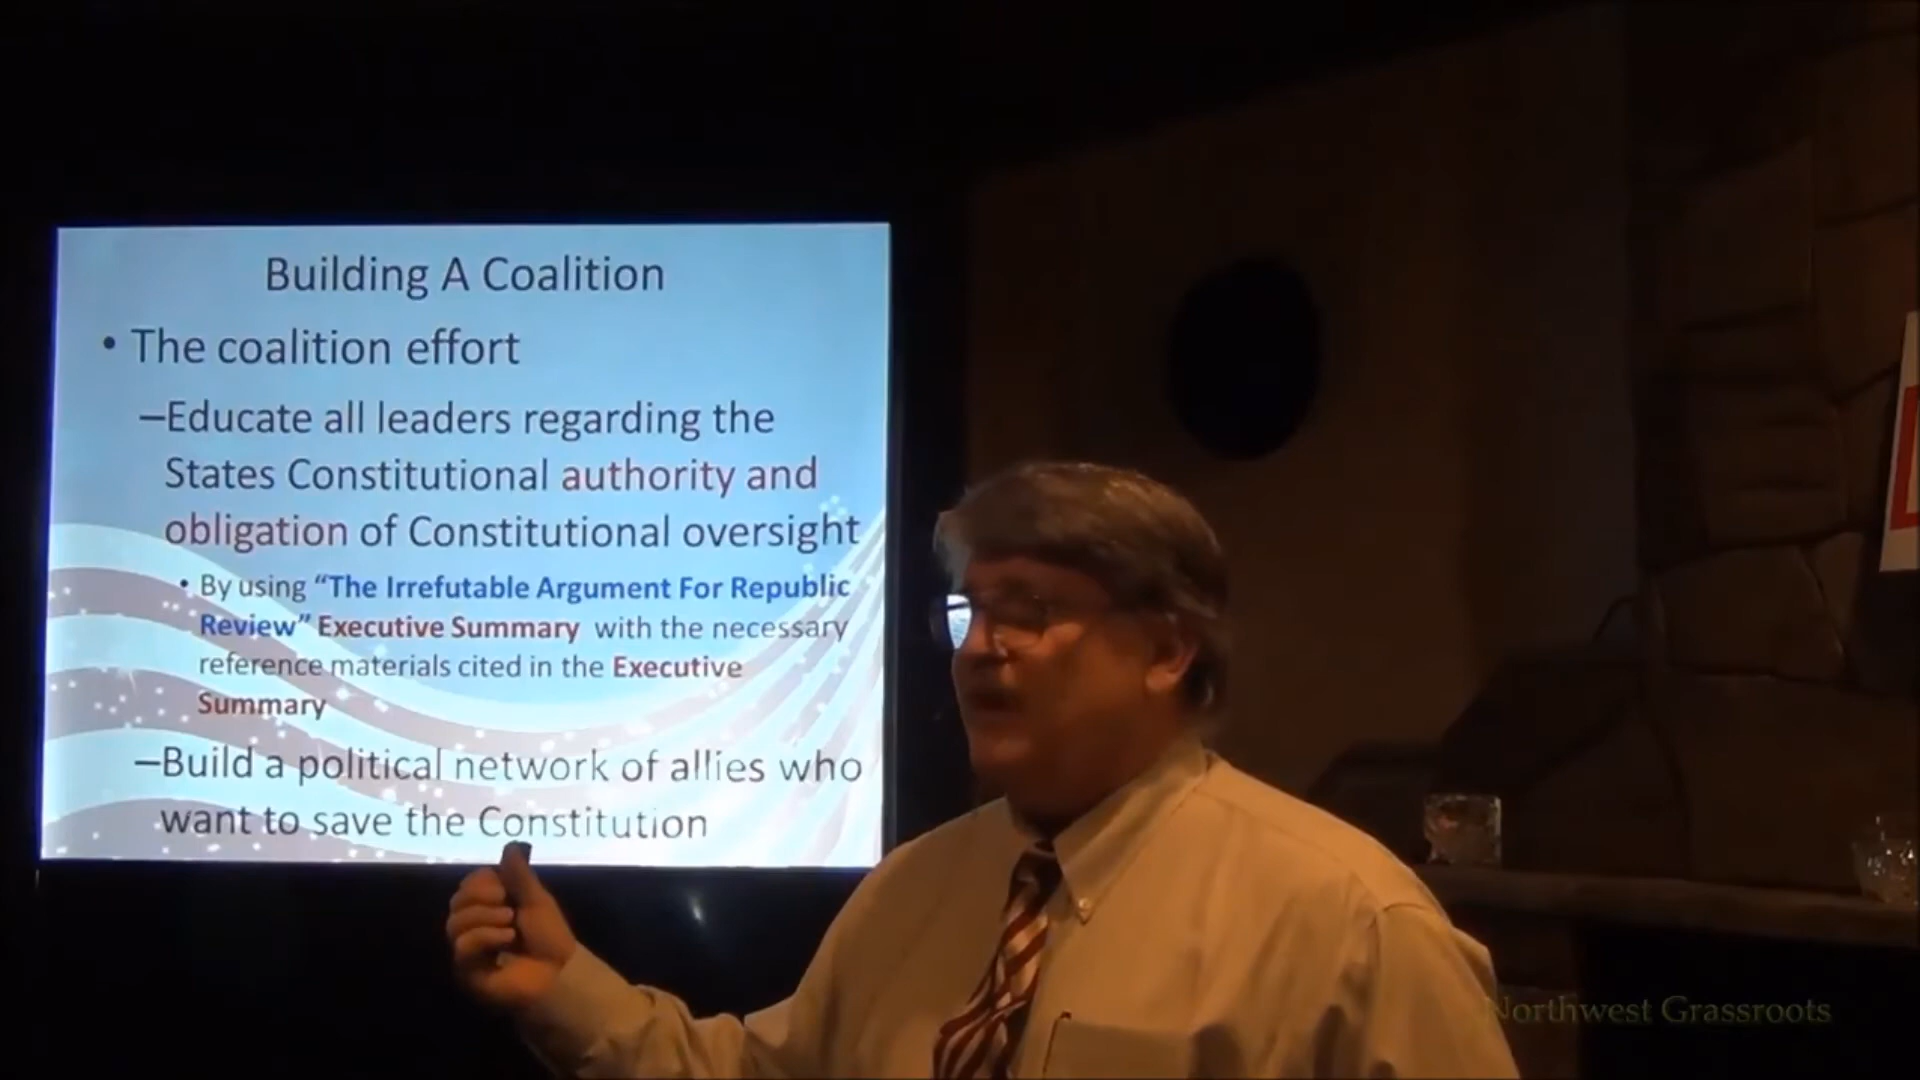 Building A Coalition
• The coalition effort
–Educate all leaders regarding the
States Constitutional authority and
obligation of Constitutional oversight
• By using “The Irrefutable Argument For Republic
Review” Executive Summary with the necessary
reference materials cited in the Executive
Summary
–Build a political network of allies who
want to save the Constitution
Northwest Grassroots